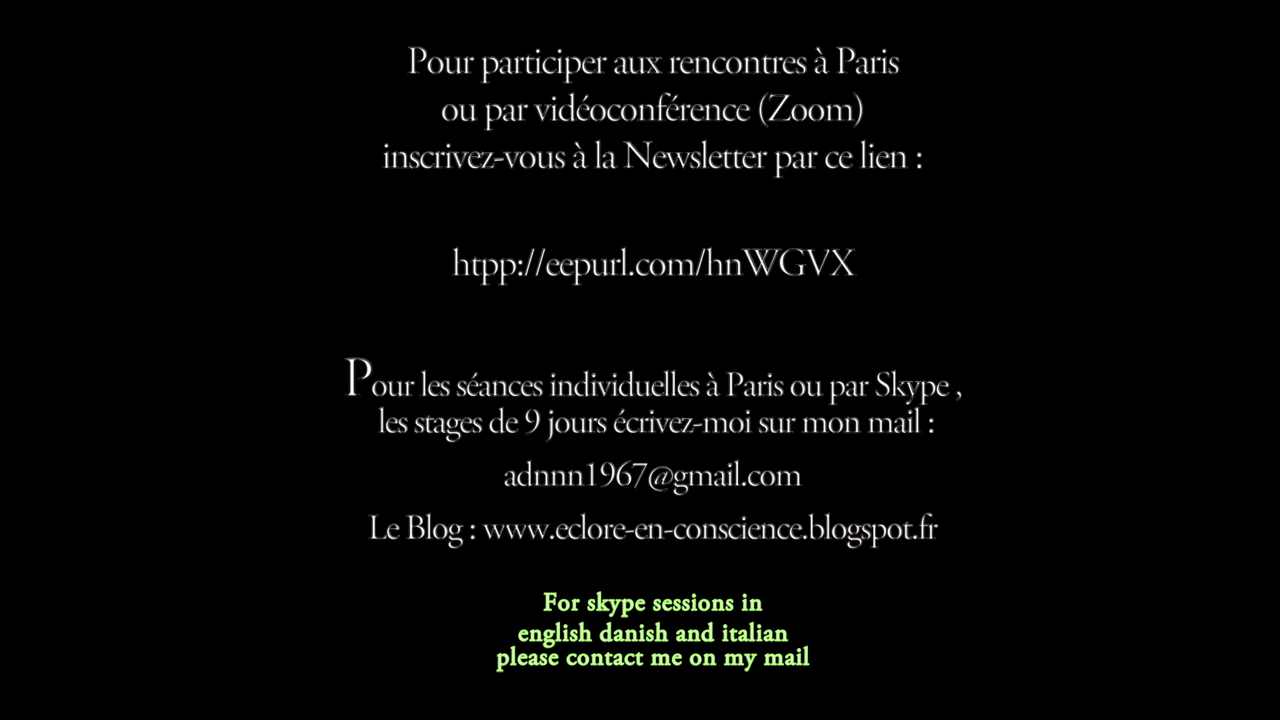 Pour participer aux rencontres à Paris
ou par vidéoconférence (Zoom)
inscrivez-vous à la Newsletter par ce lien :
htpp://eepurl.com/hnWGVX
Pour les séances individuelles à Paris ou par Skype ,
les stages de 9 jours écrivez-moi sur mon mail :
adnnn1967@gmail.com
Le Blog : www.eclore-en-conscience.blogspot.fr
For skype sessions in
english danish and italian
please contact me on my mail